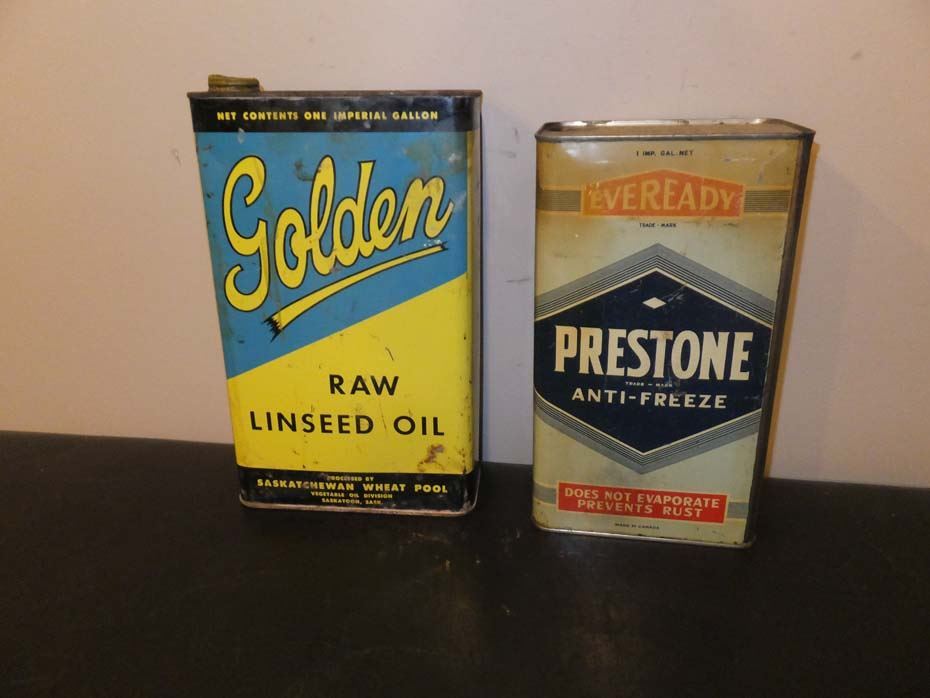 NET CONTENTS ONE IMPERIAL GALLON
Golden
RAW
LINSEED OIL
PROCESSED BY
SASKATCHEWAN WHEAT POOL
VEGETABLE OIL DIVISION
SASKATOON, SASK.
1 IMP. GAL. NET
EVEREADY
TRADE - MARK
PRESTONE
TRADE - MARK
ANTI-FREEZE
DOES NOT EVAPORATE
PREVENTS RUST
MADE IN CANADA